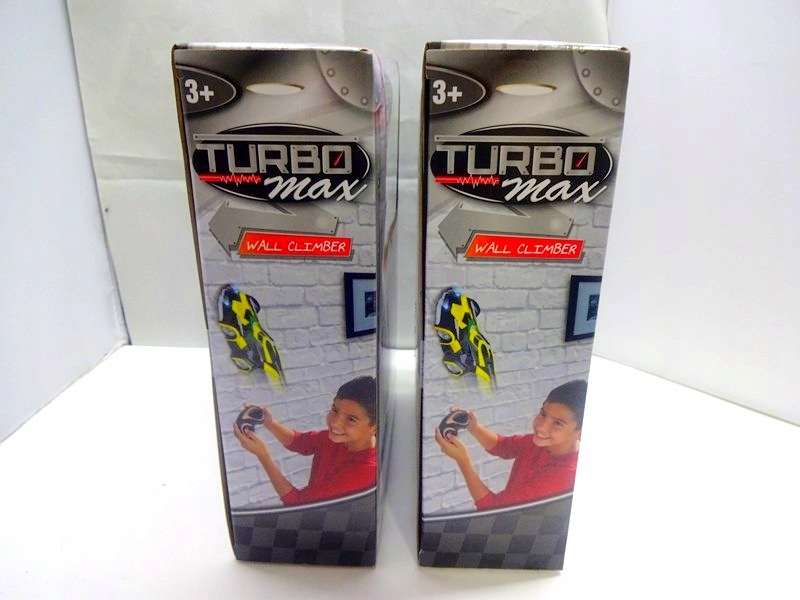 3+
TURBO
max
WALL CLIMBER
3+
TURBO
max
WALL CLIMBER